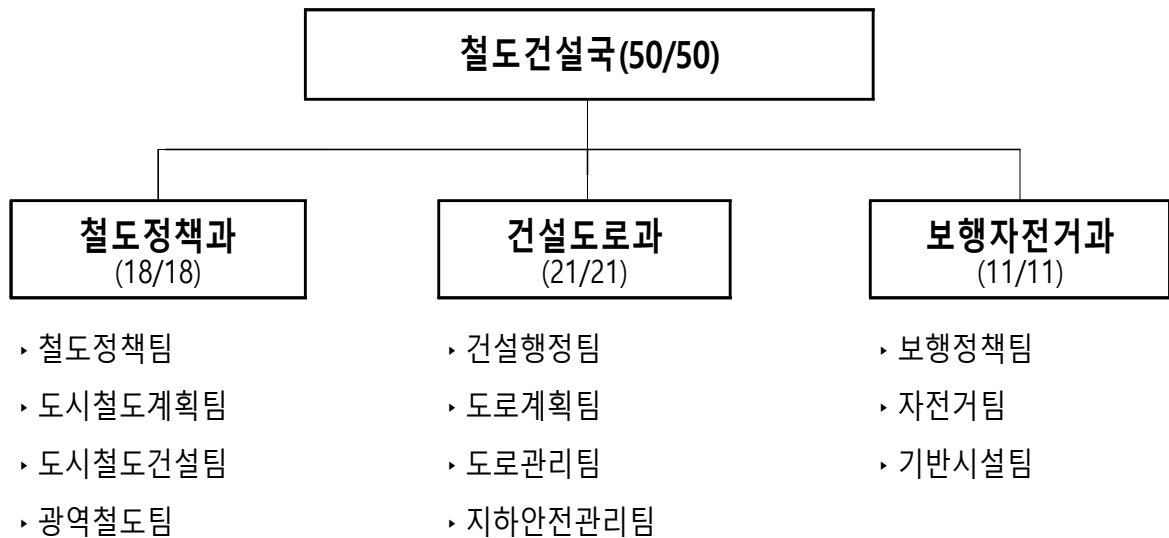 철도건설국(50/50)
철도정책과
(18/18)
‣ 철도정책팀
‣ 도시철도계획팀
‣ 도시철도건설팀
‣ 광역철도팀
건설도로과
(21/21)
‣ 건설행정팀
‣ 도로계획팀
‣ 도로관리팀
‣ 지하안전관리팀
보행자전거과
(11/11)
‣ 보행정책팀
‣ 자전거팀
‣ 기반시설팀